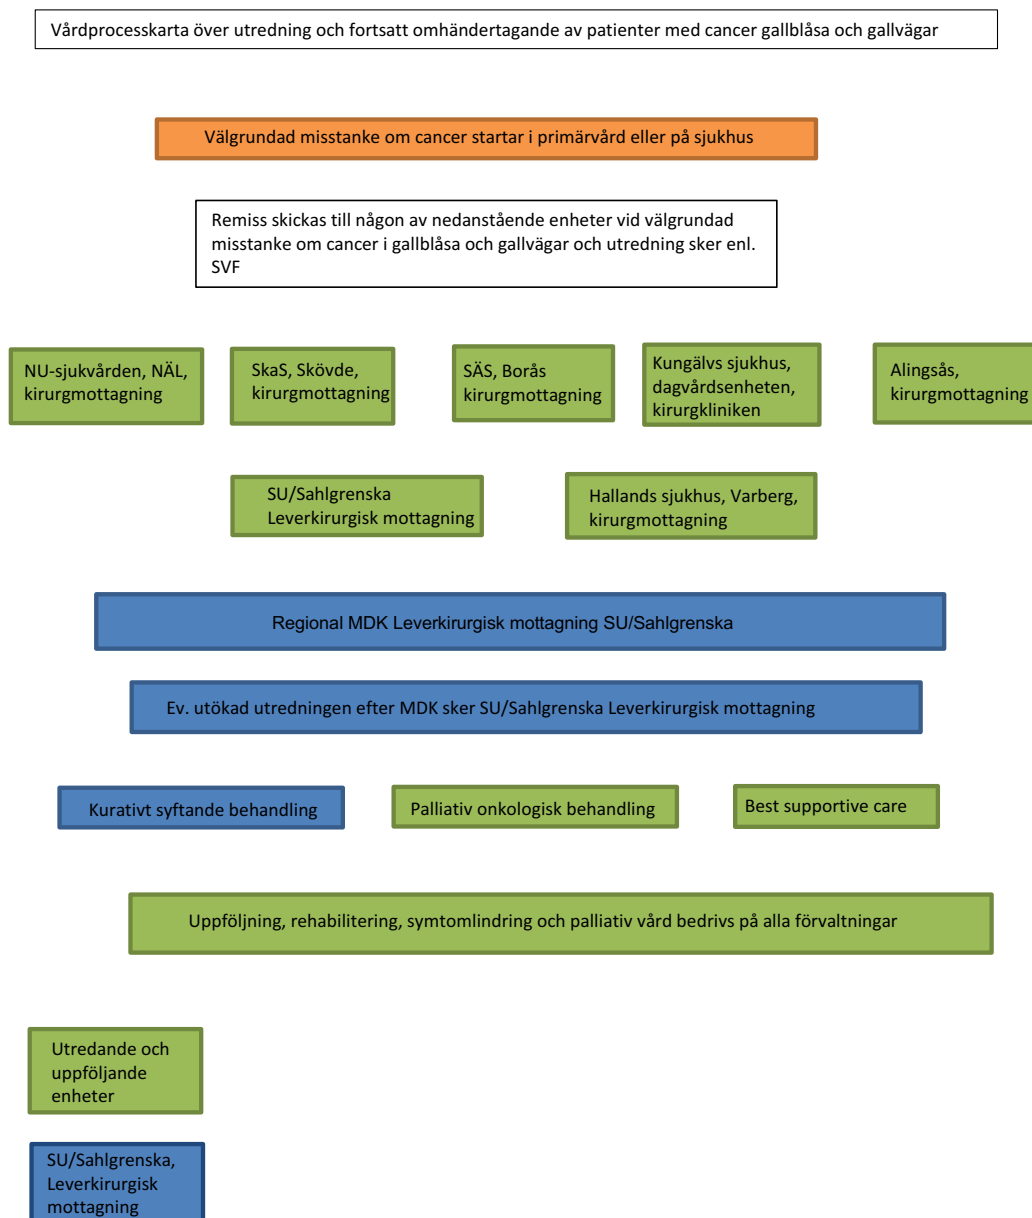 Vårdprocesskarta över utredning och fortsatt omhändertagande av patienter med cancer gallblåsa och gallvägar
Välgrundad misstanke om cancer startar i primärvård eller på sjukhus
Remiss skickas till någon av nedanstående enheter vid välgrundad
misstanke om cancer i gallblåsa och gallvägar och utredning sker enl.
SVF
NU-sjukvården, NÄL,
kirurgmottagning
SkaS, Skövde,
kirurgmottagning
SÄS, Borås
kirurgmottagning
Kungälvs sjukhus,
dagvårdsenheten,
kirurgkliniken
Alingsås,
kirurgmottagning
SU/Sahlgrenska
Leverkirurgisk mottagning
Hallands sjukhus, Varberg,
kirurgmottagning
Regional MDK Leverkirurgisk mottagning SU/Sahlgrenska
Ev. utökad utredningen efter MDK sker SU/Sahlgrenska Leverkirurgisk mottagning
Kurativt syftande behandling
Palliativ onkologisk behandling
Best supportive care
Uppföljning, rehabilitering, symtomlindring och palliativ vård bedrivs på alla förvaltningar
Utredande och
uppföljande
enheter
SU/Sahlgrenska,
Leverkirurgisk
mottagning